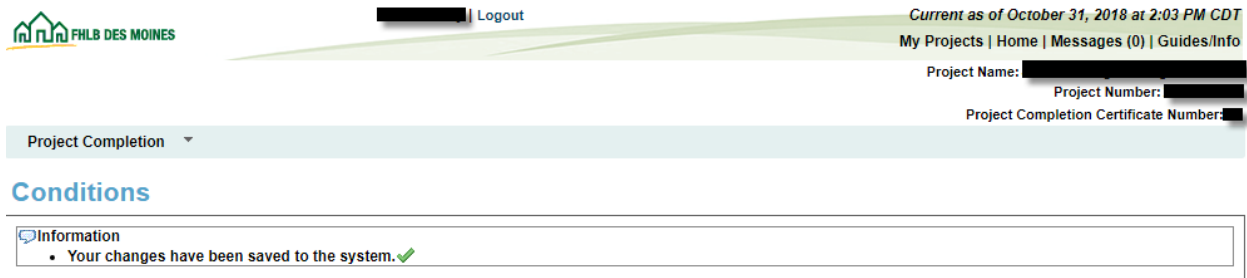 FHLB DES MOINES
| Logout
Current as of October 31, 2018 at 2:03 PM CDT
My Projects | Home | Messages (0) | Guides/Info
Project Name:
Project Number:
Project Completion Certificate Number:
Project Completion
Conditions
Information
• Your changes have been saved to the system.